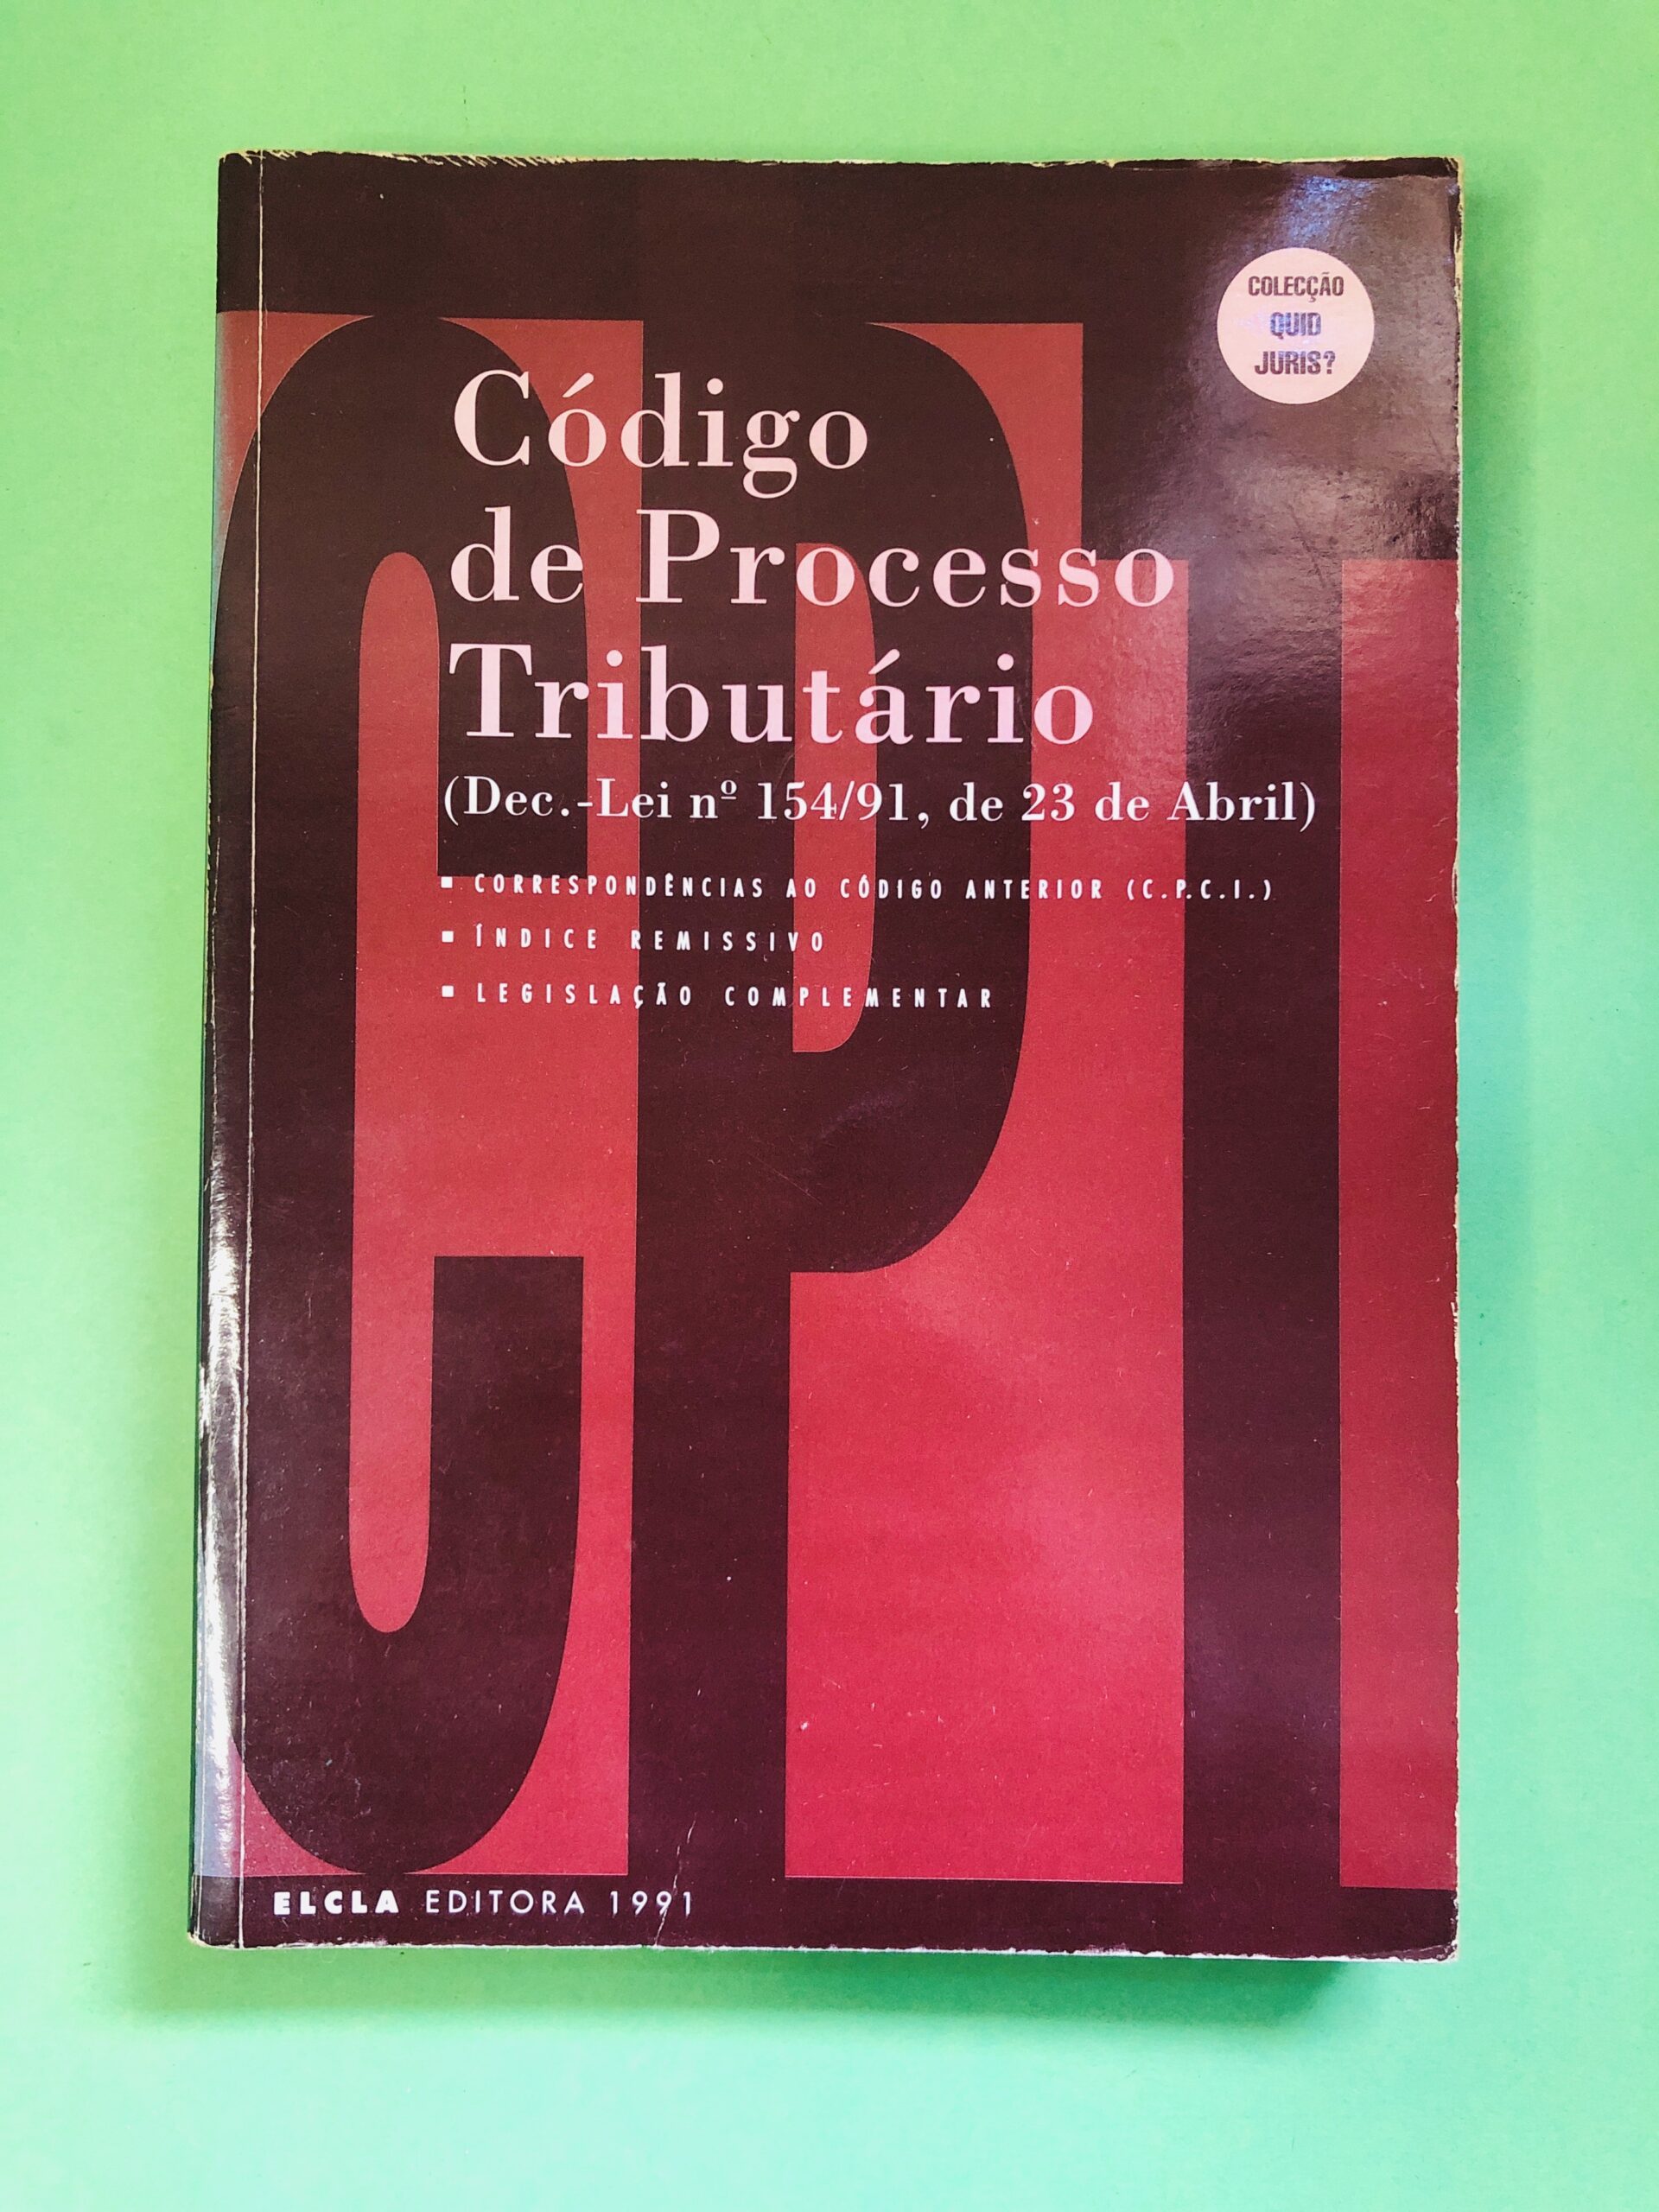 COLECÇÃO
QUID
JURIS?
Código
de Processo
Tributário
(Dec.-Lei nº 154/91, de 23 de Abril)
▪ CORRESPONDÊNCIAS AO CÓDIGO ANTERIOR (C.P.C.I.)
▪ ÍNDICE REMISSIVO
▪ LEGISLAÇÃO COMPLEMENTAR
CPT
ELCLA EDITORA 1991